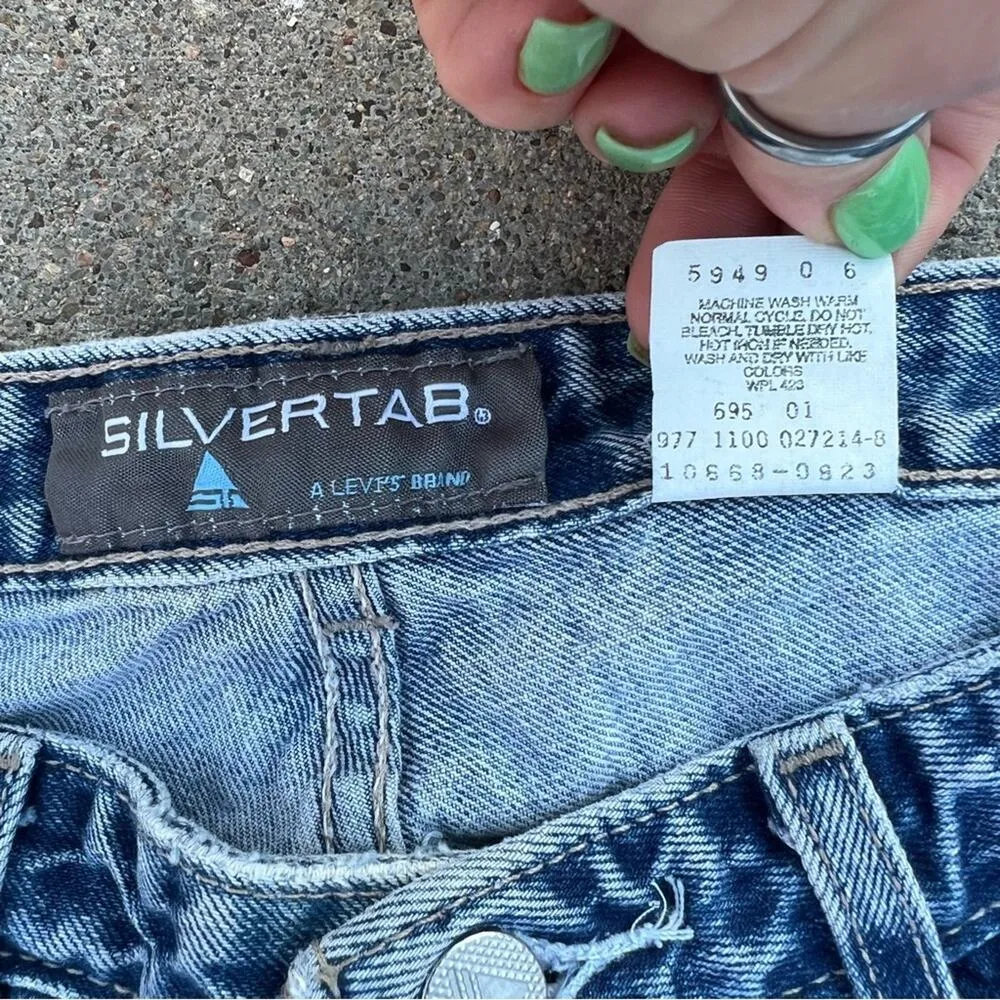 SILVERTAB®
A LEVI'S BRAND
5949 0 6
MACHINE WASH WARM
NORMAL CYCLE, DO NOT
BLEACH, TUMBLE DRY HOT,
HOT IRON IF NEEDED.
WASH AND DRY WITH LIKE
COLORS
WPL 423
695 01
977 1100 027214-8
10868-0823